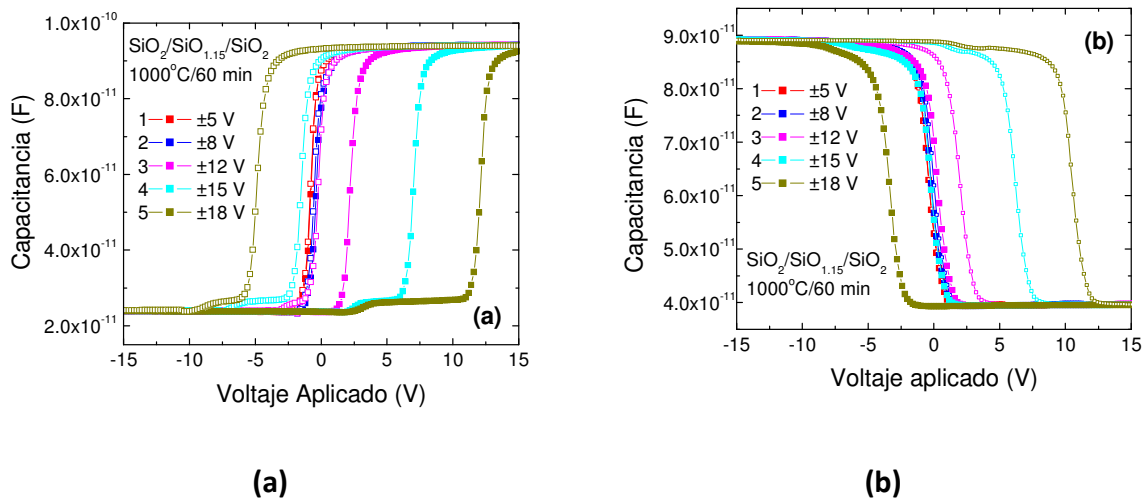 1.0x10⁻¹⁰
8.0x10⁻¹¹
6.0x10⁻¹¹
4.0x10⁻¹¹
2.0x10⁻¹¹
Capacitancia (F)
SiO₂/SiO₁.₁₅/SiO₂
1000°C/60 min
1 ±5 V
2 ±8 V
3 ±12 V
4 ±15 V
5 ±18 V
(a)
-15 -10 -5 0 5 10 15
Voltaje Aplicado (V)
(a)
9.0x10⁻¹¹
8.0x10⁻¹¹
7.0x10⁻¹¹
6.0x10⁻¹¹
5.0x10⁻¹¹
4.0x10⁻¹¹
Capacitancia (F)
(b)
1 ±5 V
2 ±8 V
3 ±12 V
4 ±15 V
5 ±18 V
SiO₂/SiO₁.₁₅/SiO₂
1000°C/60 min
-15 -10 -5 0 5 10 15
Voltaje aplicado (V)
(b)